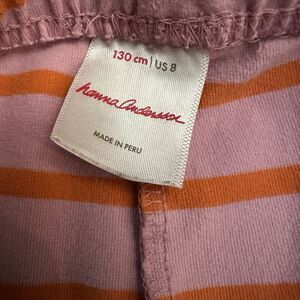 130 cm | US 8
hanna Andersson
MADE IN PERU